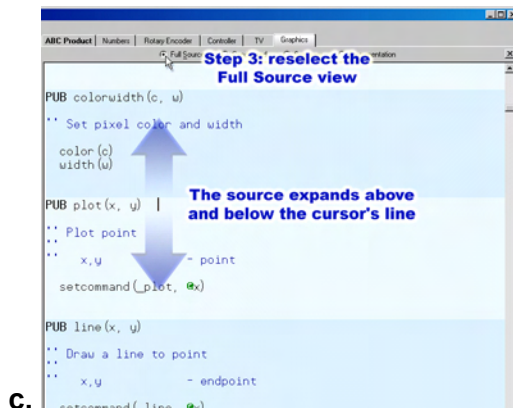 ABC Product Numbers Rotary Encoder Controller TV Graphics
Full Source
Step 3: reselect the
Full Source view
PUB colorwidth (c, w)
'' Set pixel color and width
color (c)
width (w)
The source expands above
and below the cursor's line
PUB plot (x, y)
'' Plot point
''
'' x,y - point
setcommand (_plot, @x)
PUB line (x, y)
'' Draw a line to point
''
'' x,y - endpoint
setcommand (_line, @x)
c.